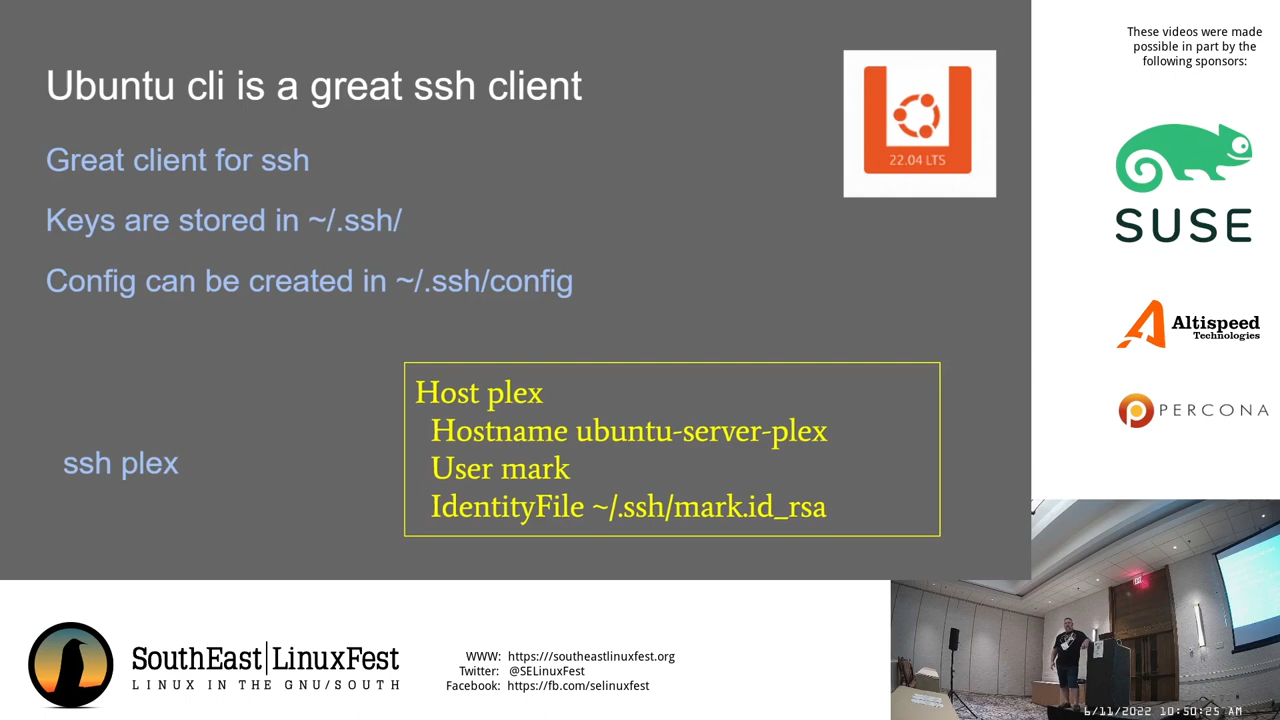 Ubuntu cli is a great ssh client
Great client for ssh
Keys are stored in ~/.ssh/
Config can be created in ~/.ssh/config
22.04 LTS
ssh plex
Host plex
Hostname ubuntu-server-plex
User mark
IdentityFile ~/.ssh/mark.id_rsa
These videos were made
possible in part by the
following sponsors:
SUSE
Altispeed
Technologies
PERCONA
SouthEast|LinuxFest
LINUX IN THE GNU/SOUTH
WWW: https:///southeastlinuxfest.org
Twitter: @SELinuxFest
Facebook: https://fb.com/selinuxfest
6/11/2022 10:50:25 AM